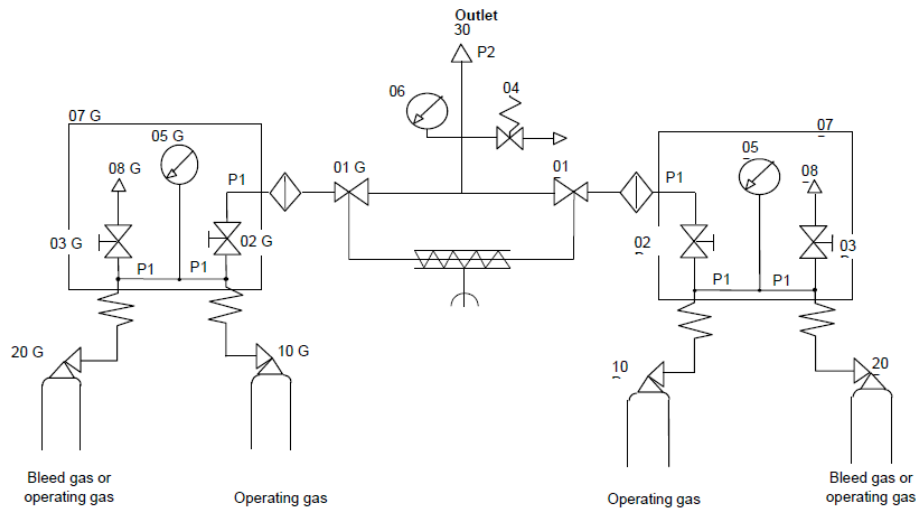 Outlet
30
P2
06
04
07 G
07
05 G
05
08 G
01 G
01
08
P1
P1
03 G
02 G
02
03
P1
P1
P1
P1
20 G
10 G
10
20
Bleed gas or
operating gas
Operating gas
Operating gas
Bleed gas or
operating gas